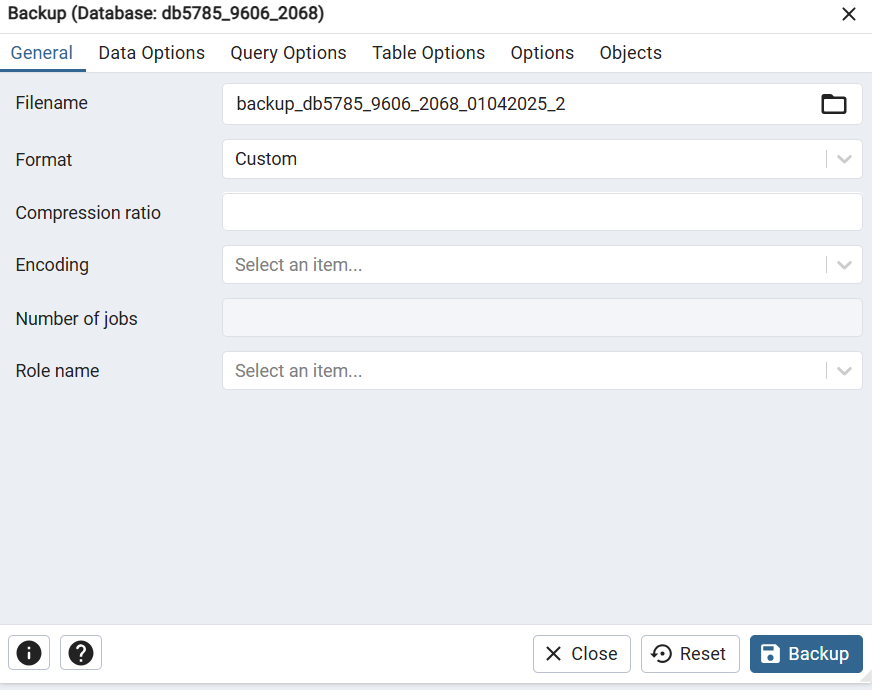 Backup (Database: db5785_9606_2068)
General Data Options Query Options Table Options Options Objects
Filename backup_db5785_9606_2068_01042025_2
Format Custom
Compression ratio
Encoding Select an item...
Number of jobs
Role name Select an item...
Close Reset Backup